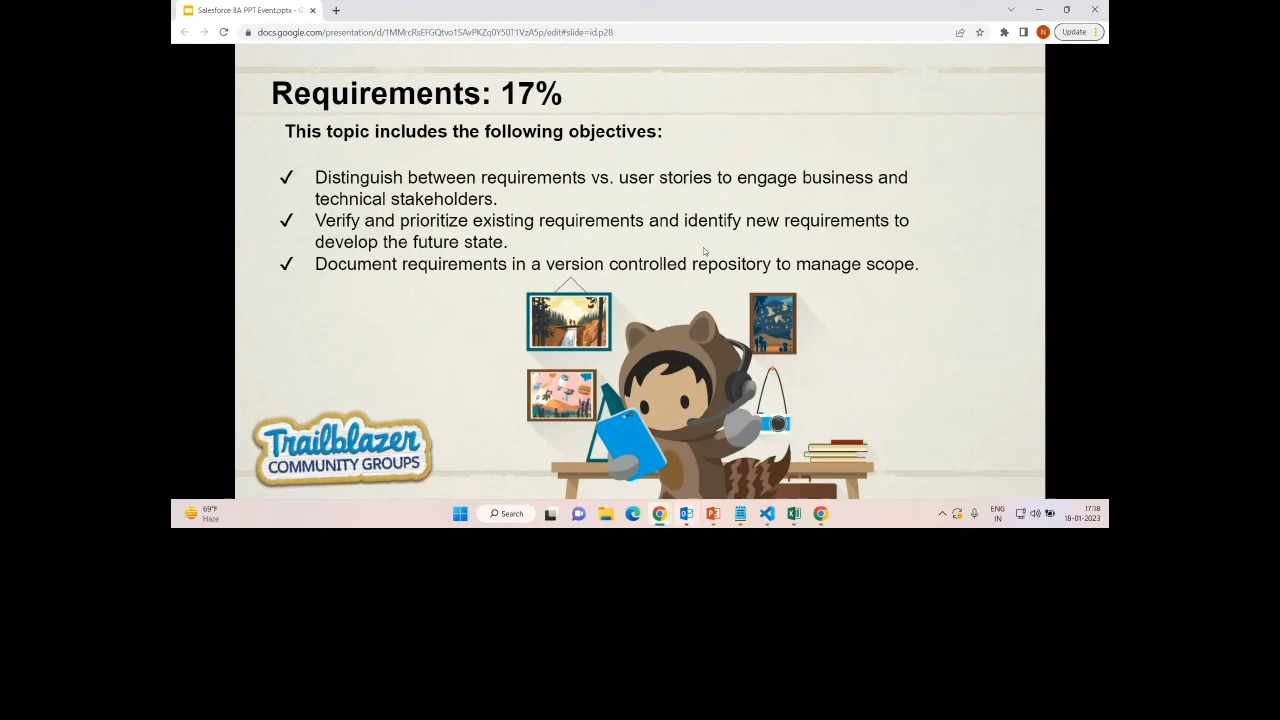 Salesforce BA PPT Event.pptx - G
docs.google.com/presentation/d/1MMrcRsEFGQtvo1SAvPKZq0Y50T1VzA5p/edit#slide=id.p28
N
Update
Requirements: 17%
This topic includes the following objectives:
✓ Distinguish between requirements vs. user stories to engage business and
technical stakeholders.
✓ Verify and prioritize existing requirements and identify new requirements to
develop the future state.
✓ Document requirements in a version controlled repository to manage scope.
Trailblazer
COMMUNITY GROUPS
69°F
Haze
Search
ENG
IN
17:18
18-01-2023